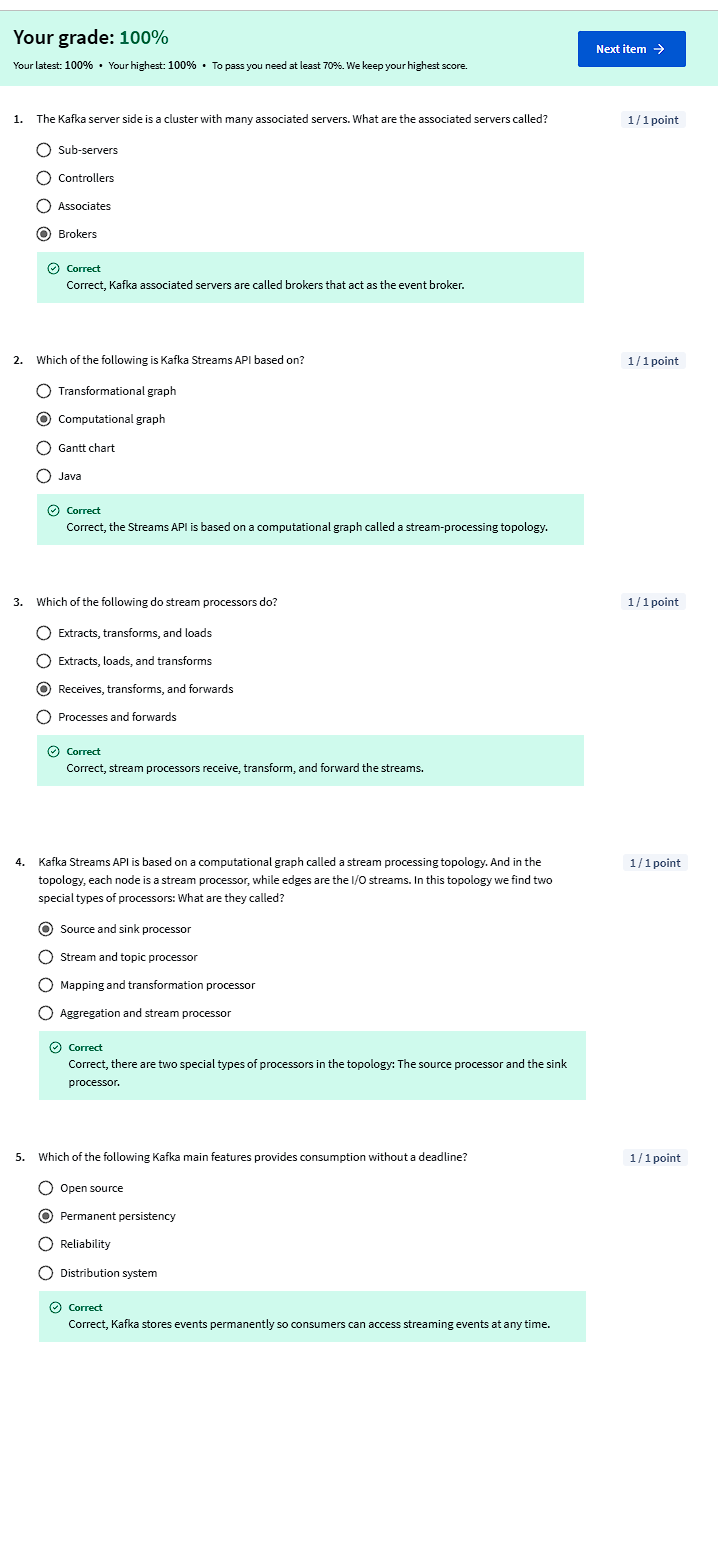 Your grade: 100%
Next item →
Your latest: 100% • Your highest: 100% • To pass you need at least 70%. We keep your highest score.
1. The Kafka server side is a cluster with many associated servers. What are the associated servers called?
1 / 1 point
Sub-servers
Controllers
Associates
Brokers
Correct
Correct, Kafka associated servers are called brokers that act as the event broker.
2. Which of the following is Kafka Streams API based on?
1 / 1 point
Transformational graph
Computational graph
Gantt chart
Java
Correct
Correct, the Streams API is based on a computational graph called a stream-processing topology.
3. Which of the following do stream processors do?
1 / 1 point
Extracts, transforms, and loads
Extracts, loads, and transforms
Receives, transforms, and forwards
Processes and forwards
Correct
Correct, stream processors receive, transform, and forward the streams.
4. Kafka Streams API is based on a computational graph called a stream processing topology. And in the
1 / 1 point
topology, each node is a stream processor, while edges are the I/O streams. In this topology we find two
special types of processors: What are they called?
Source and sink processor
Stream and topic processor
Mapping and transformation processor
Aggregation and stream processor
Correct
Correct, there are two special types of processors in the topology: The source processor and the sink
processor.
5. Which of the following Kafka main features provides consumption without a deadline?
1 / 1 point
Open source
Permanent persistency
Reliability
Distribution system
Correct
Correct, Kafka stores events permanently so consumers can access streaming events at any time.